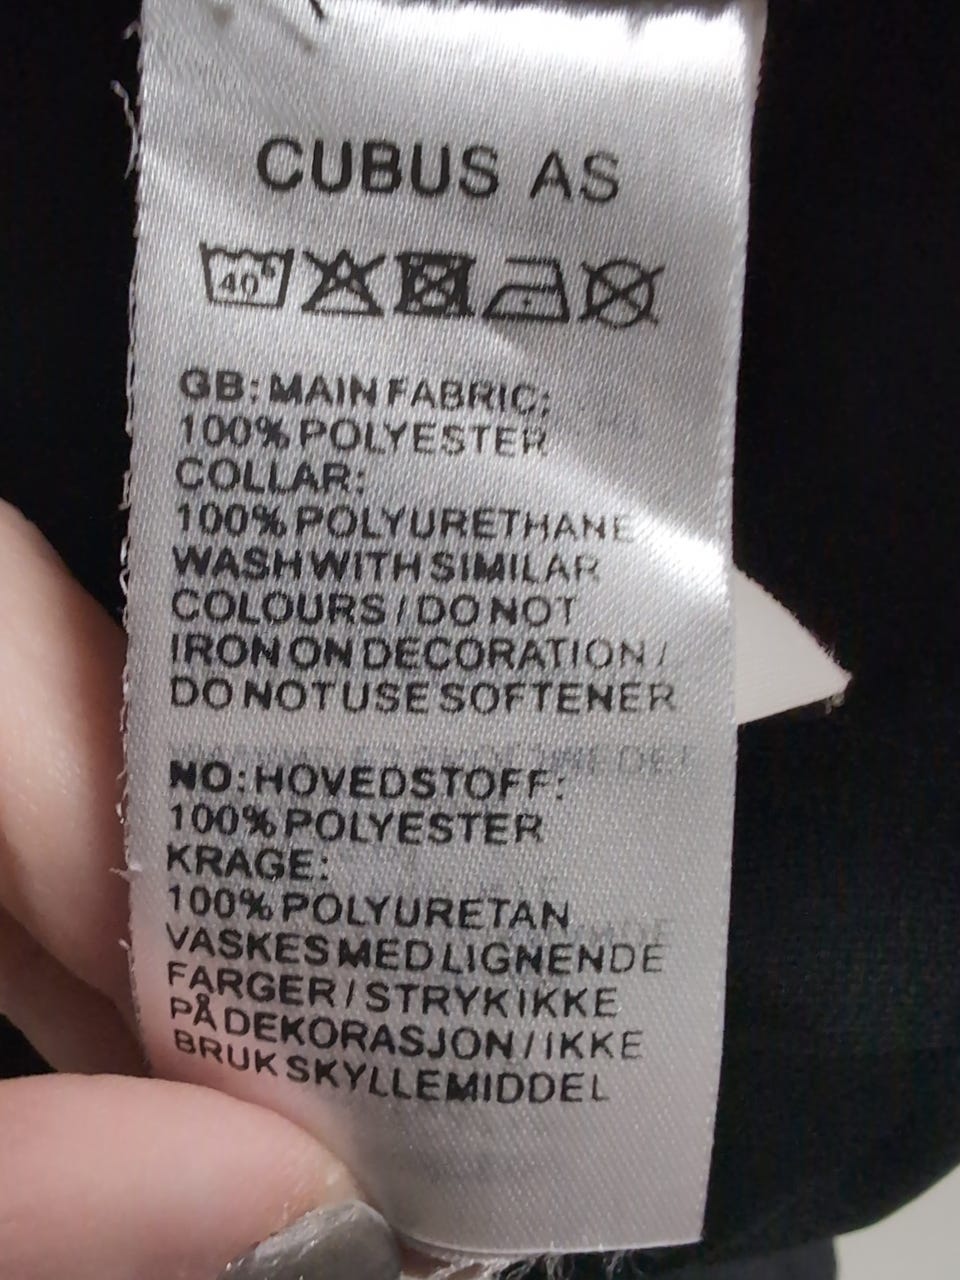 CUBUS AS
40°
GB: MAIN FABRIC:
100% POLYESTER
COLLAR:
100% POLYURETHANE
WASH WITH SIMILAR
COLOURS / DO NOT
IRON ON DECORATION /
DO NOT USE SOFTENER
NO: HOVEDSTOFF:
100% POLYESTER
KRAGE:
100% POLYURETAN
VASKES MED LIGNENDE
FARGER / STRYK IKKE
PÅ DEKORASJON / IKKE
BRUK SKYLLEMIDDEL